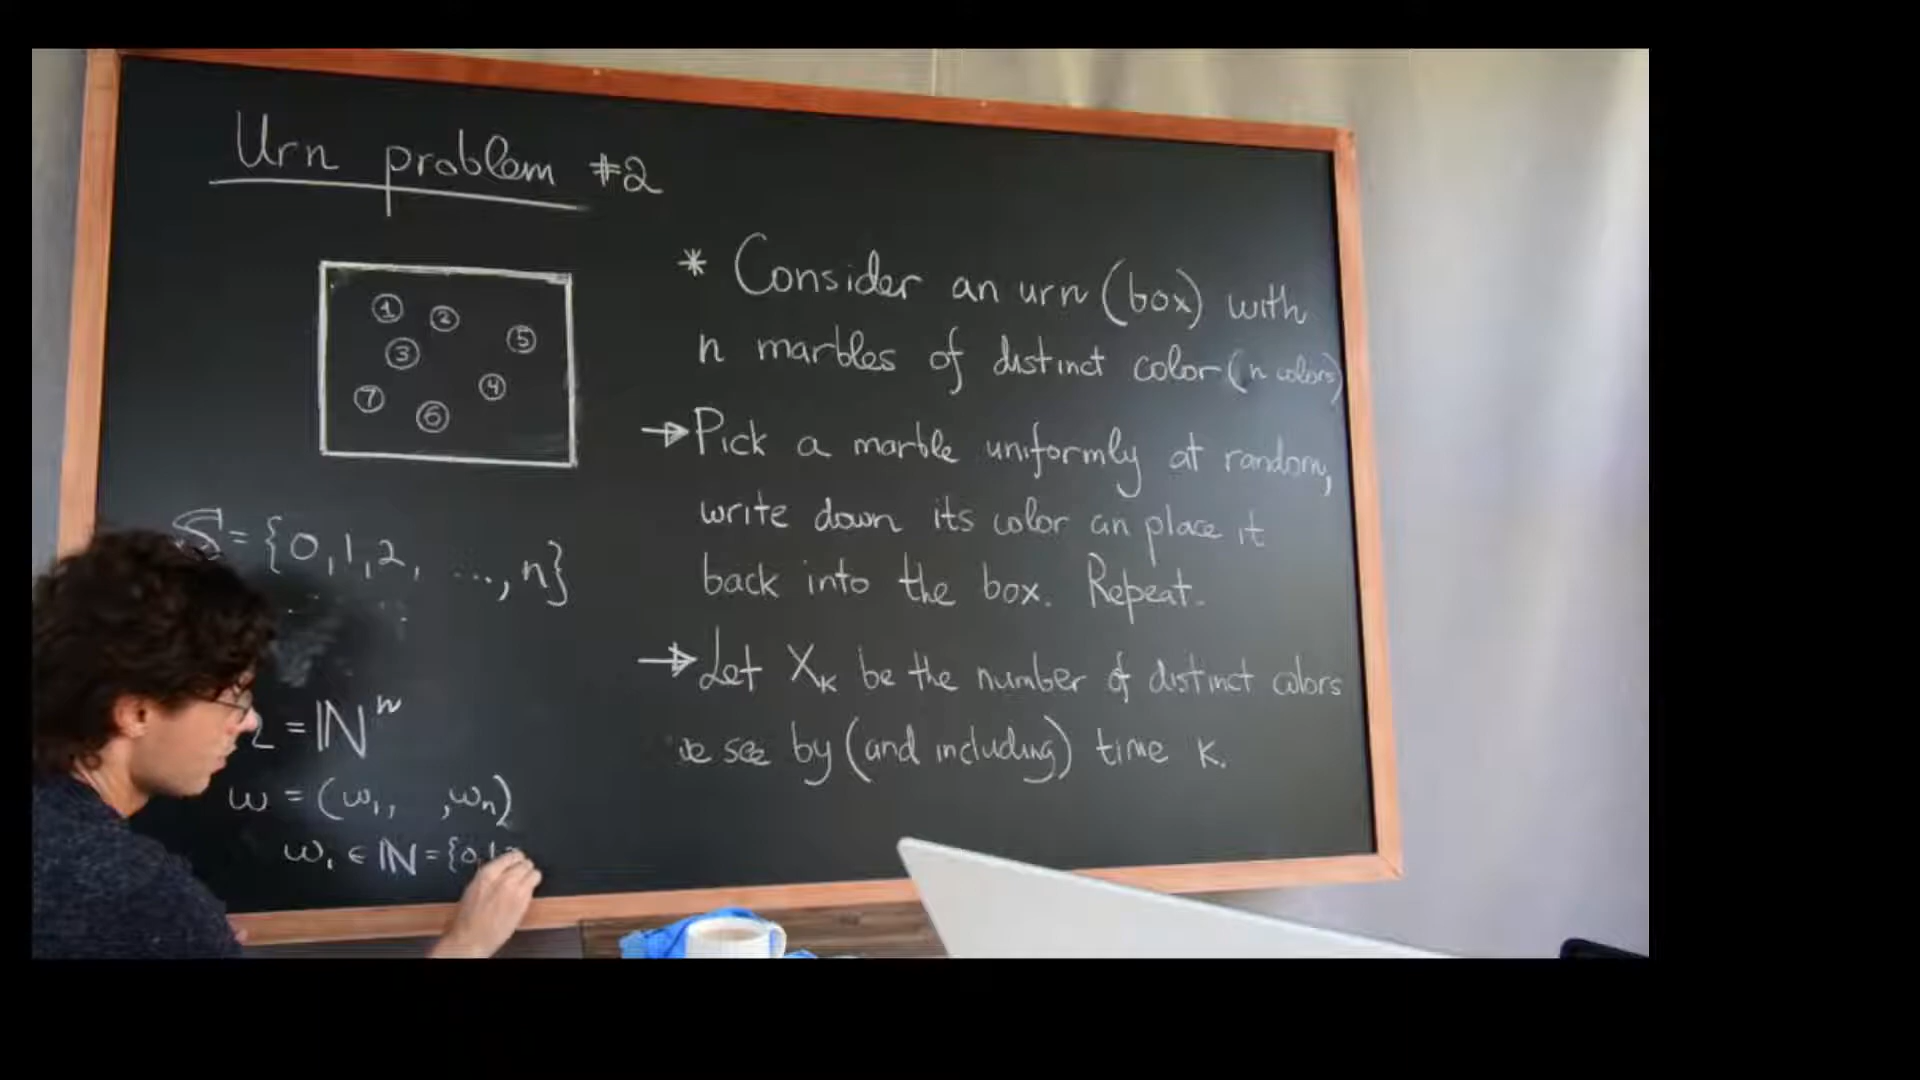 Urn problem #2
1 2
5
3
4
7
6
S = {0,1,2, ..., n}
= ℕⁿ
ω = (ω₁, ,ωₙ)
ω₁ ∈ ℕ = {0,1,2
* Consider an urn (box) with
n marbles of distinct color (n colors)
→ Pick a marble uniformly at random,
write down its color an place it
back into the box. Repeat.
→ Let Xₖ be the number of distinct colors
we see by (and including) time k.